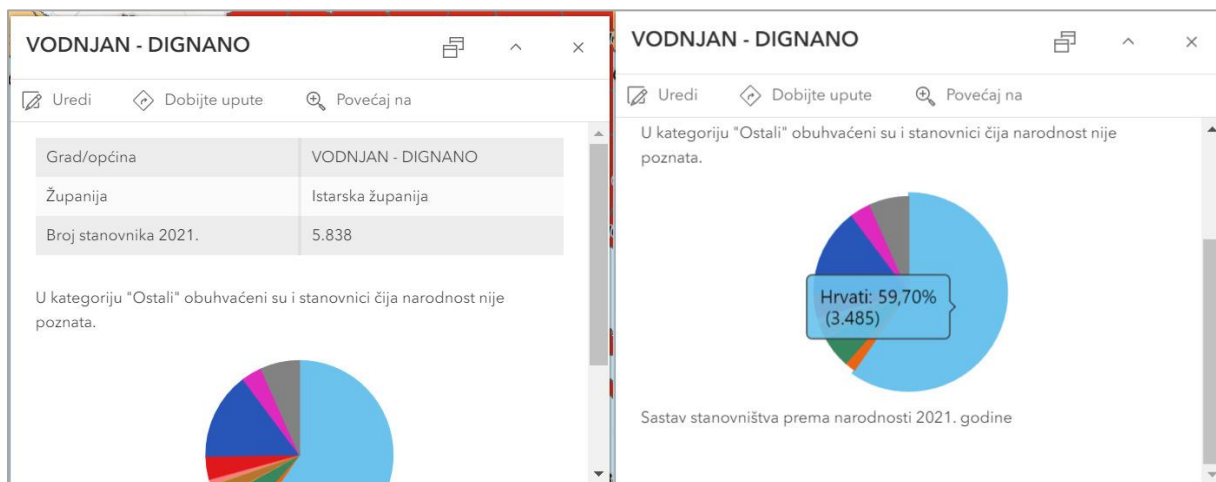 VODNJAN - DIGNANO
Uredi Dobijte upute Povećaj na
Grad/općina VODNJAN - DIGNANO
Županija Istarska županija
Broj stanovnika 2021. 5.838
U kategoriju "Ostali" obuhvaćeni su i stanovnici čija narodnost nije
poznata.
VODNJAN - DIGNANO
Uredi Dobijte upute Povećaj na
U kategoriju "Ostali" obuhvaćeni su i stanovnici čija narodnost nije
poznata.
Hrvati: 59,70%
(3.485)
Sastav stanovništva prema narodnosti 2021. godine